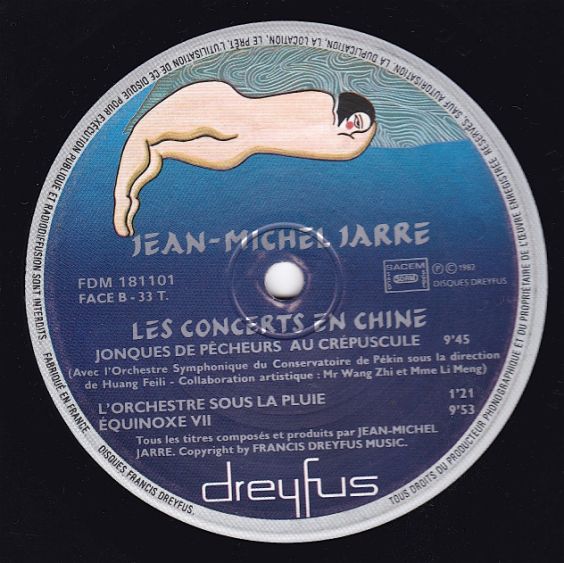 JEAN-MICHEL JARRE
FDM 181101
FACE B - 33 T.
SACEM
SDRM
Ⓟ © 1982
DISQUES DREYFUS
LES CONCERTS EN CHINE
JONQUES DE PÊCHEURS AU CRÉPUSCULE 9'45
(Avec l'Orchestre Symphonique du Conservatoire de Pékin sous la direction
de Huang Feili - Collaboration artistique : Mr Wang Zhi et Mme Li Meng)
L'ORCHESTRE SOUS LA PLUIE 1'21
ÉQUINOXE VII 9'53
Tous les titres composés et produits par JEAN-MICHEL
JARRE. Copyright by FRANCIS DREYFUS MUSIC.
dreyfus
DISQUES FRANCIS DREYFUS.
FABRIQUÉ EN FRANCE.
TOUS DROITS DU PRODUCTEUR PHONOGRAPHIQUE ET DU PROPRIÉTAIRE DE L'ŒUVRE ENREGISTRÉE RÉSERVÉS. SAUF AUTORISATION, LA DUPLICATION, LA LOCATION, LE PRÊT, L'UTILISATION DE CE DISQUE POUR EXÉCUTION PUBLIQUE ET RADIODIFFUSION SONT INTERDITS